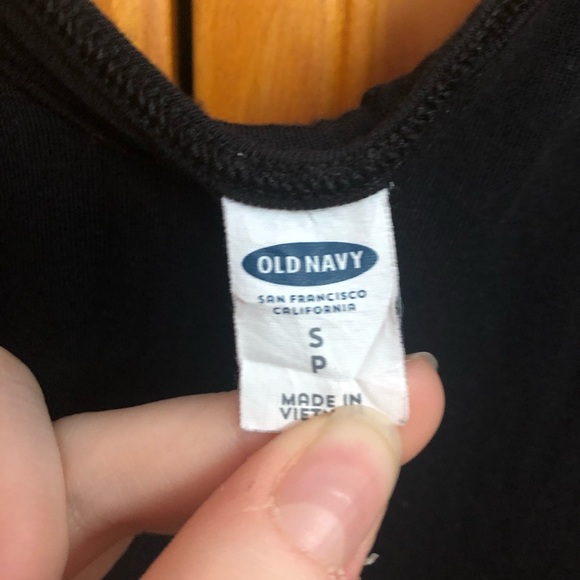 OLD NAVY
SAN FRANCISCO
CALIFORNIA
S
P
MADE IN